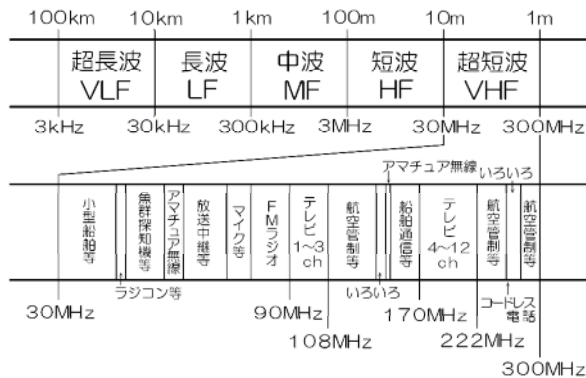 100km 10km 1km 100m 10m 1m
超長波 長波 中波 短波 超短波
VLF LF MF HF VHF
3kHz 30kHz 300kHz 3MHz 30MHz 300MHz
アマチュア無線 いろいろ
小型船舶等
魚群探知機等
アマチュア無線
放送中継等
マイク等
FMラジオ
テレビ
1〜3
ch
航空管制等
船舶通信等
テレビ
4〜12
ch
航空管制等
航空管制等
ラジコン等
いろいろ
コードレス
電話
30MHz 90MHz 170MHz
108MHz 222MHz
300MHz